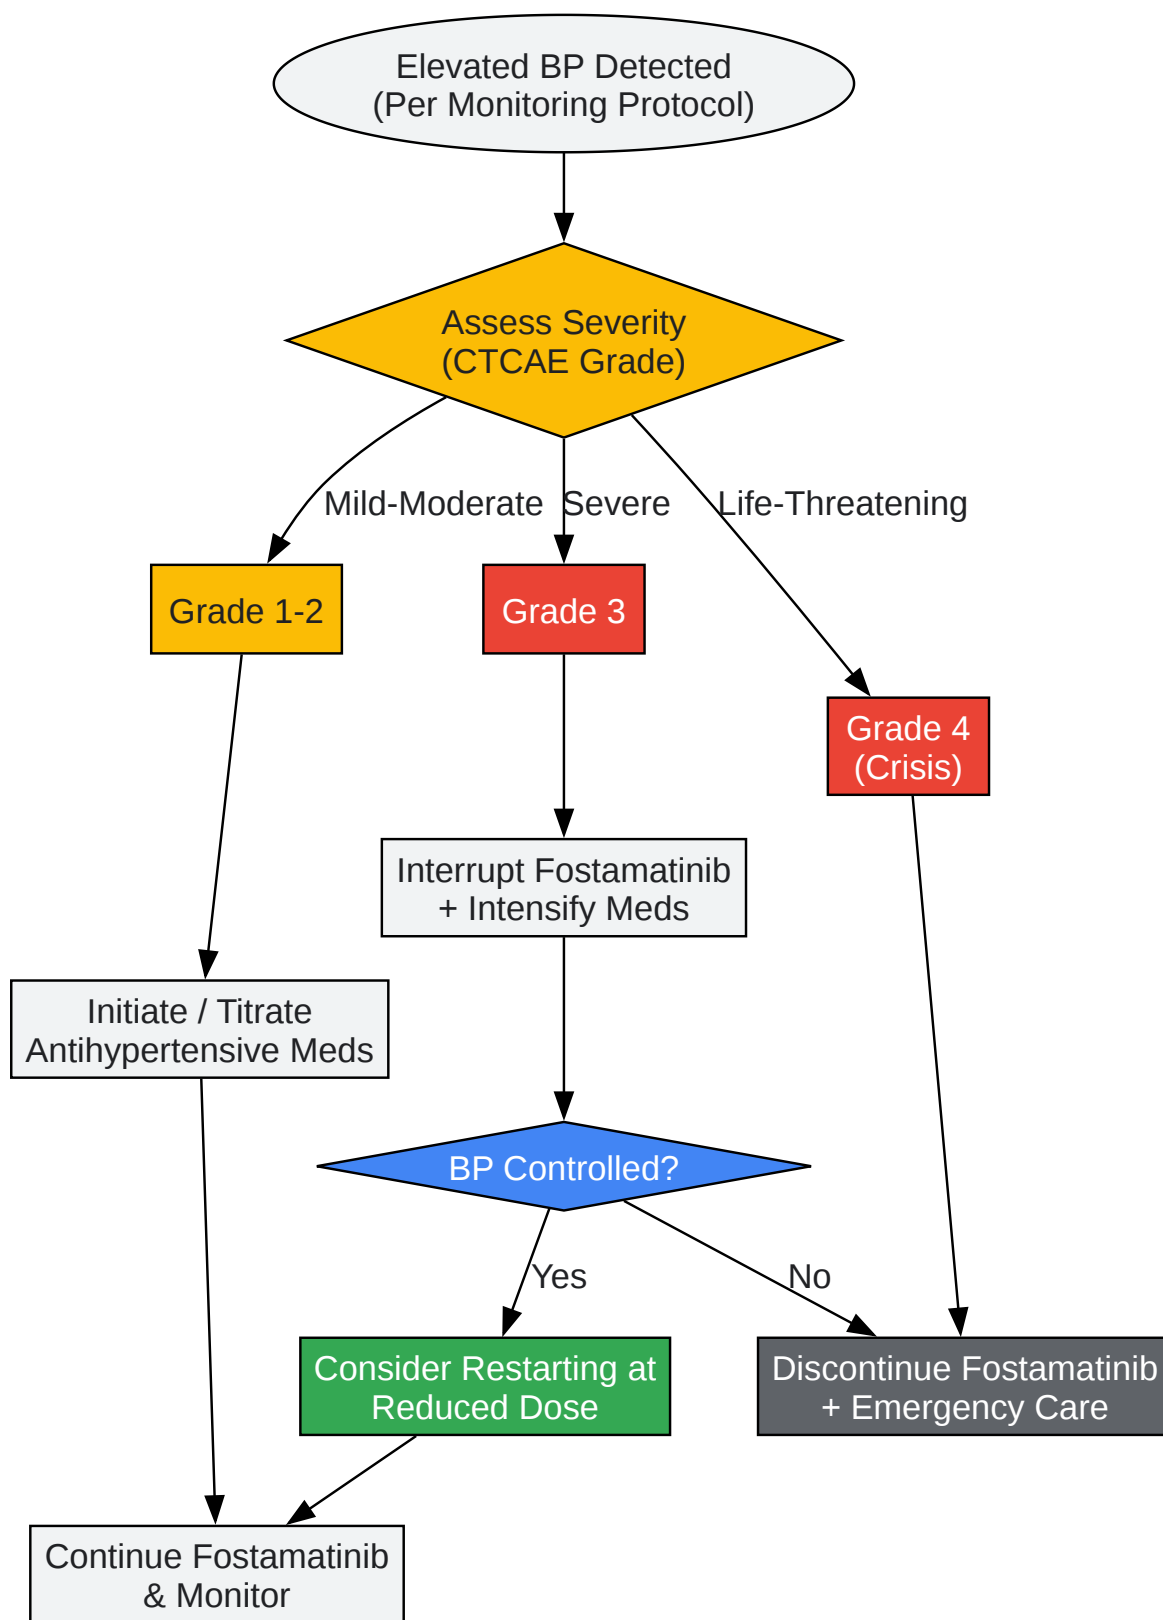 Elevated BP Detected
(Per Monitoring Protocol)
Assess Severity
(CTCAE Grade)
Mild-Moderate
Severe
Life-Threatening
Grade 1-2
Grade 3
Grade 4
(Crisis)
Interrupt Fostamatinib
+ Intensify Meds
Initiate / Titrate
Antihypertensive Meds
BP Controlled?
Yes
No
Consider Restarting at
Reduced Dose
Discontinue Fostamatinib
+ Emergency Care
Continue Fostamatinib
& Monitor